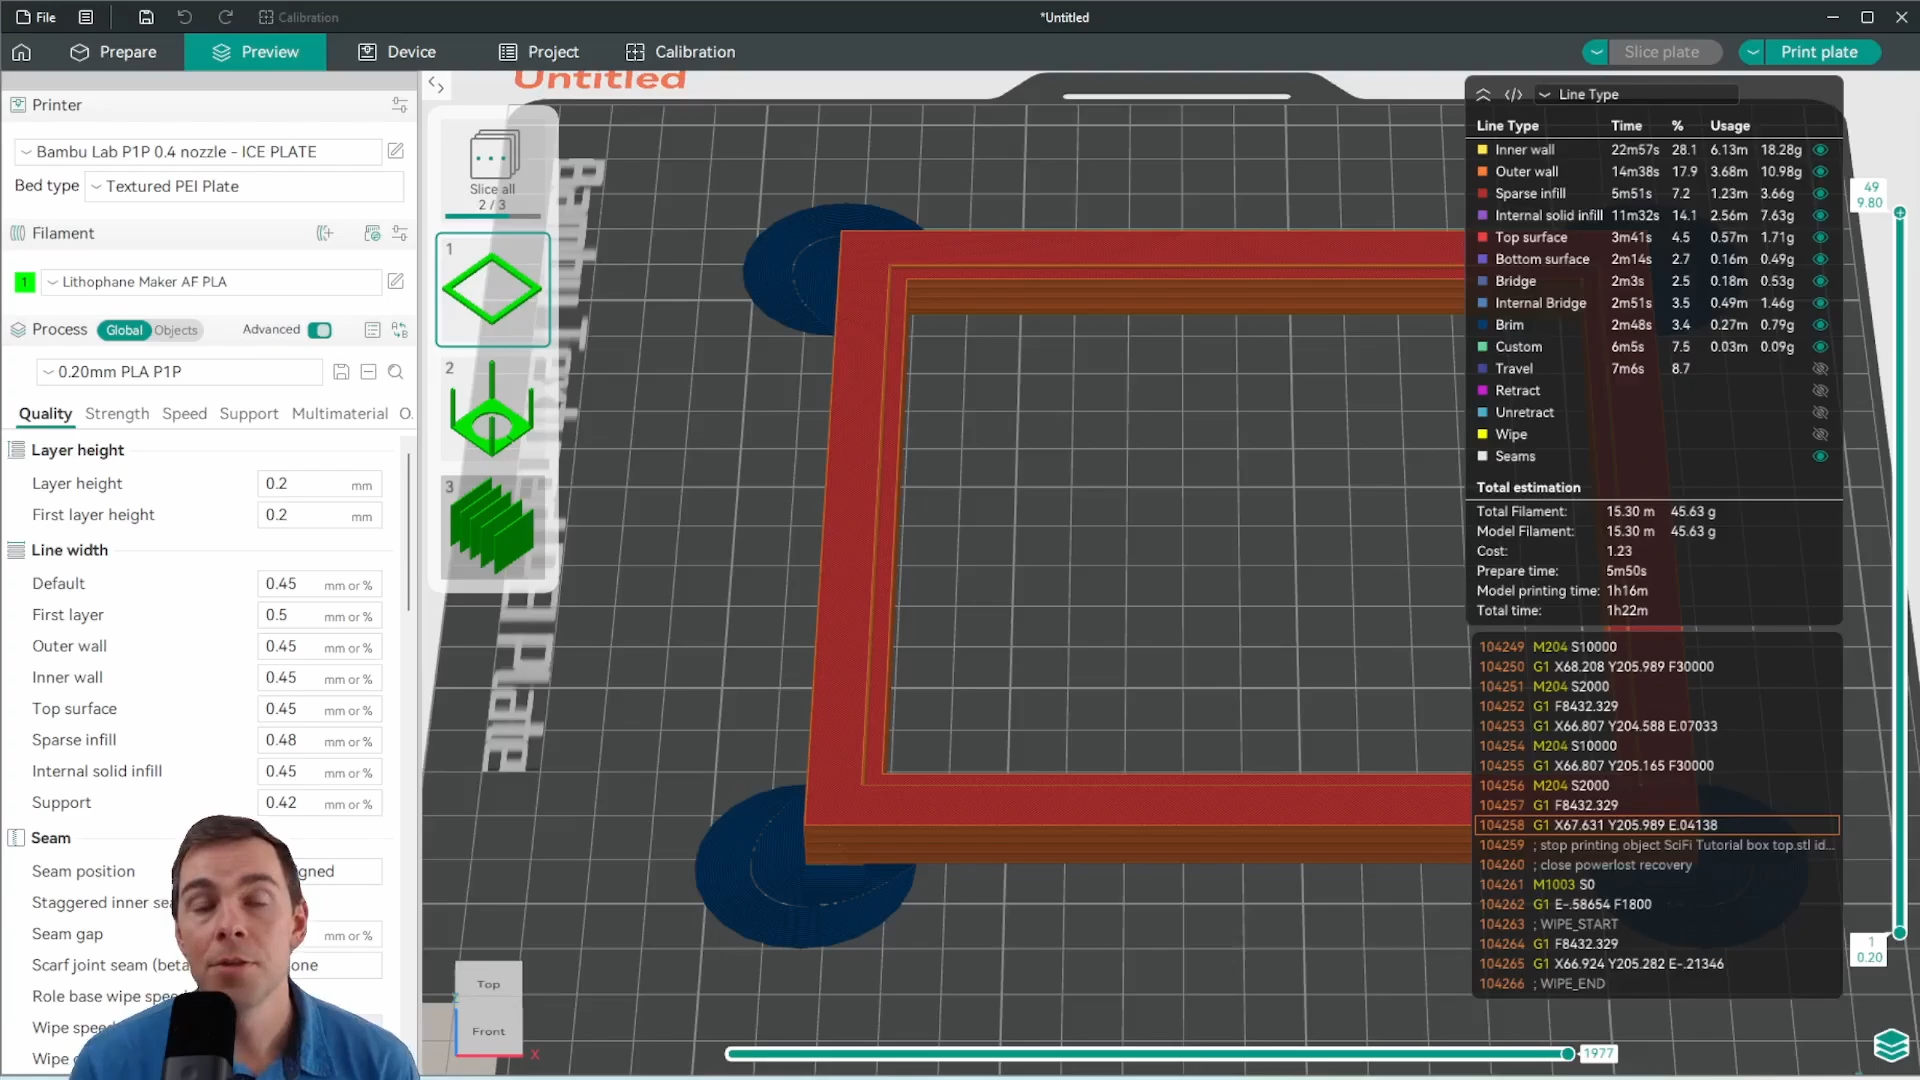 File
Calibration
*Untitled
Prepare
Preview
Device
Project
Calibration
Slice plate
Print plate
Printer
Bambu Lab P1P 0.4 nozzle - ICE PLATE
Bed type
Textured PEI Plate
Filament
1
Lithophane Maker AF PLA
Process
Global
Objects
Advanced
0.20mm PLA P1P
Quality
Strength
Speed
Support
Multimaterial
O.
Layer height
Layer height 0.2 mm
First layer height 0.2 mm
Line width
Default 0.45 mm or %
First layer 0.5 mm or %
Outer wall 0.45 mm or %
Inner wall 0.45 mm or %
Top surface 0.45 mm or %
Sparse infill 0.48 mm or %
Internal solid infill 0.45 mm or %
Support 0.42 mm or %
Seam
Seam position gned
Staggered inner sea
Seam gap mm or %
Scarf joint seam (beta one
Role base wipe spee
Wipe speed
Wipe
Untitled
Slice all
2 / 3
1
2
3
Plate
Top
Front
X
1977
Line Type
Line Type Time % Usage
Inner wall 22m57s 28.1 6.13m 18.28g
Outer wall 14m38s 17.9 3.68m 10.98g
Sparse infill 5m51s 7.2 1.23m 3.66g
Internal solid infill 11m32s 14.1 2.56m 7.63g
Top surface 3m41s 4.5 0.57m 1.71g
Bottom surface 2m14s 2.7 0.16m 0.49g
Bridge 2m3s 2.5 0.18m 0.53g
Internal Bridge 2m51s 3.5 0.49m 1.46g
Brim 2m48s 3.4 0.27m 0.79g
Custom 6m5s 7.5 0.03m 0.09g
Travel 7m6s 8.7
Retract
Unretract
Wipe
Seams
Total estimation
Total Filament: 15.30 m 45.63 g
Model Filament: 15.30 m 45.63 g
Cost: 1.23
Prepare time: 5m50s
Model printing time: 1h16m
Total time: 1h22m
104249 M204 S10000
104250 G1 X68.208 Y205.989 F30000
104251 M204 S2000
104252 G1 F8432.329
104253 G1 X66.807 Y204.588 E.07033
104254 M204 S10000
104255 G1 X66.807 Y205.165 F30000
104256 M204 S2000
104257 G1 F8432.329
104258 G1 X67.631 Y205.989 E.04138
104259 ; stop printing object SciFi Tutorial box top.stl id...
104260 ; close powerlost recovery
104261 M1003 S0
104262 G1 E-.58654 F1800
104263 ; WIPE_START
104264 G1 F8432.329
104265 G1 X66.924 Y205.282 E-.21346
104266 ; WIPE_END
49
9.80
1
0.20